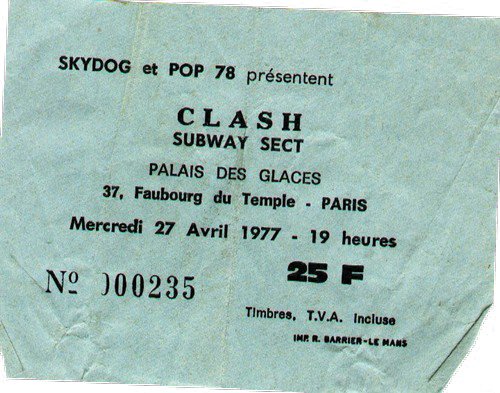 SKYDOG et POP 78 présentent
CLASH
SUBWAY SECT
PALAIS DES GLACES
37, Faubourg du Temple - PARIS
Mercredi 27 Avril 1977 - 19 heures
25 F
Nº 000235
Timbres, T.V.A. Incluse
IMP. R. BARRIER-LE MANS